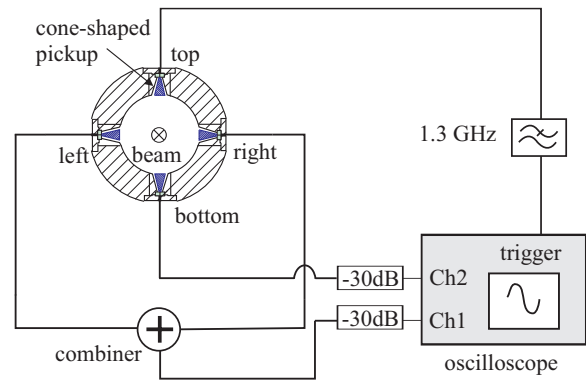 cone-shaped
pickup
top
1.3 GHz
left
beam
right
bottom
trigger
-30dB
Ch2
-30dB
Ch1
combiner
oscilloscope